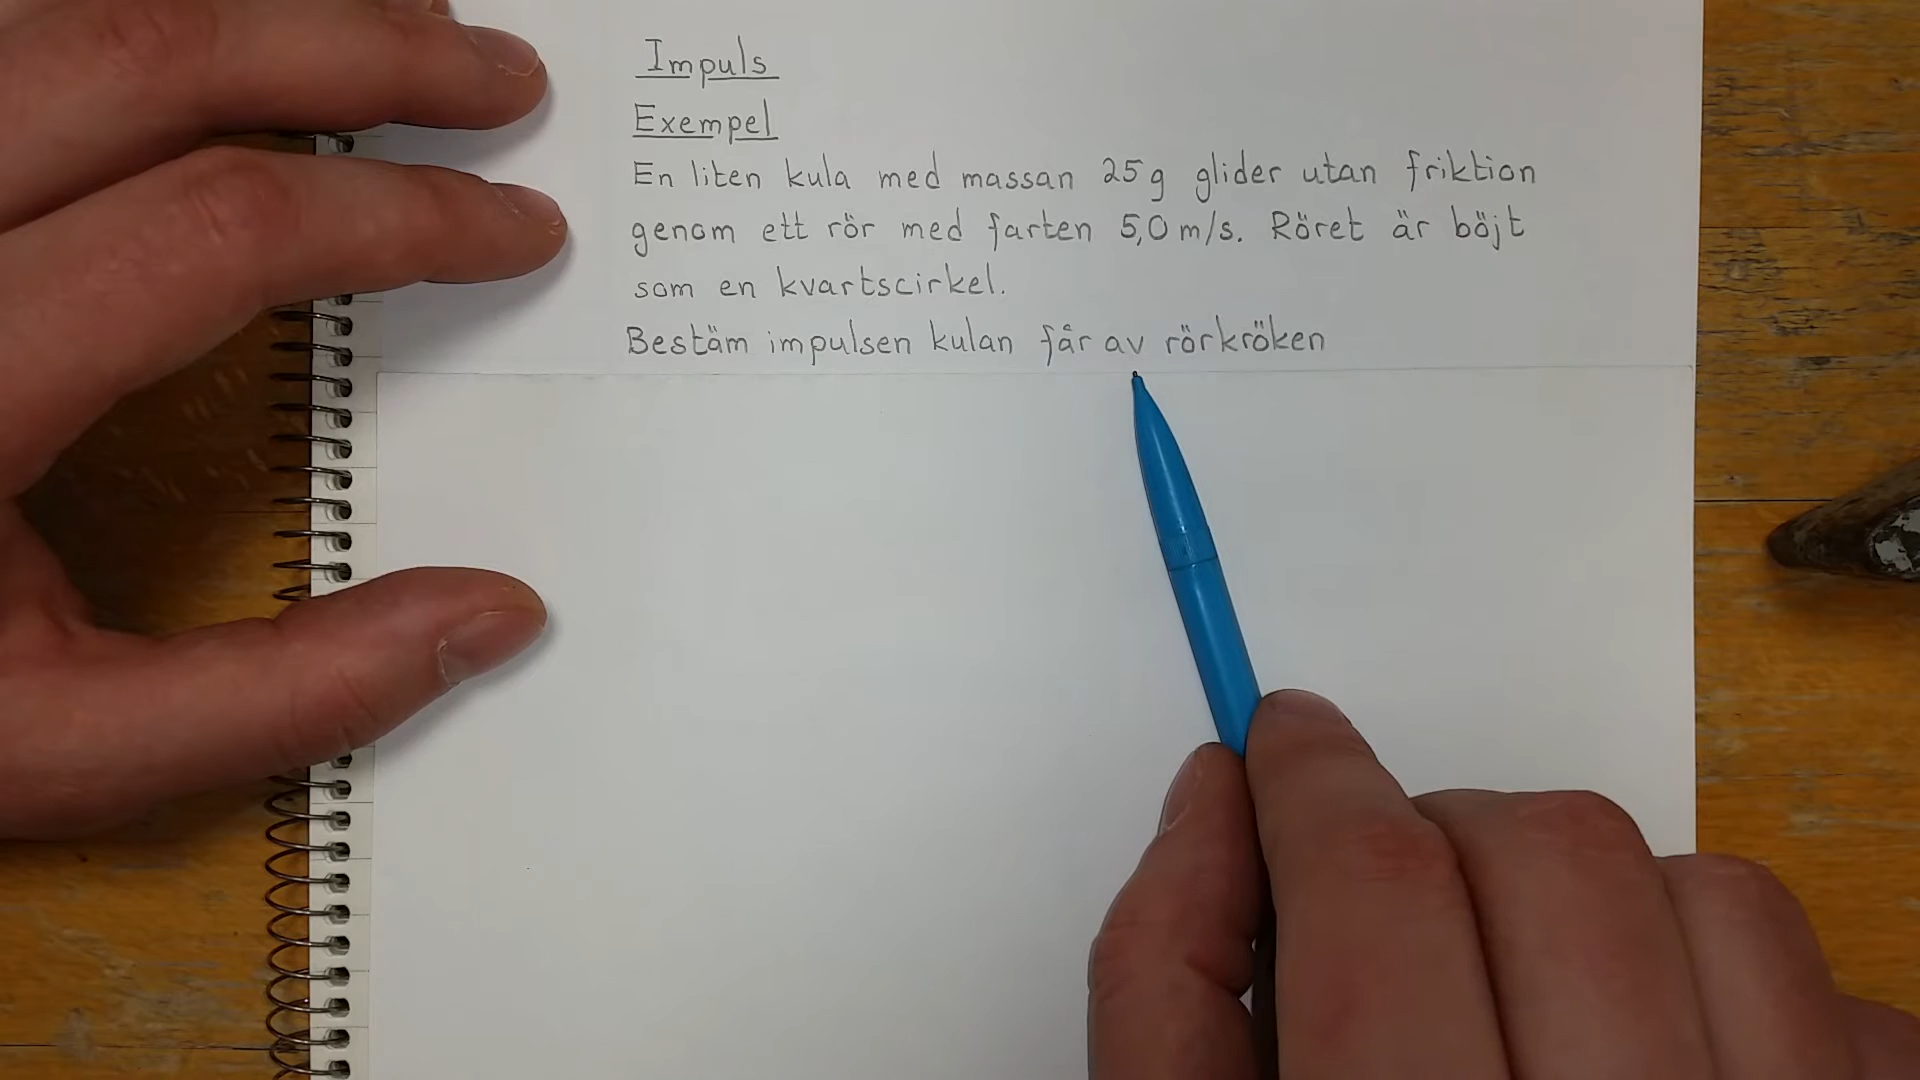 Impuls
Exempel
En liten kula med massan 25g glider utan friktion
genom ett rör med farten 5,0 m/s. Röret är böjt
som en kvartscirkel.
Bestäm impulsen kulan får av rörkröken